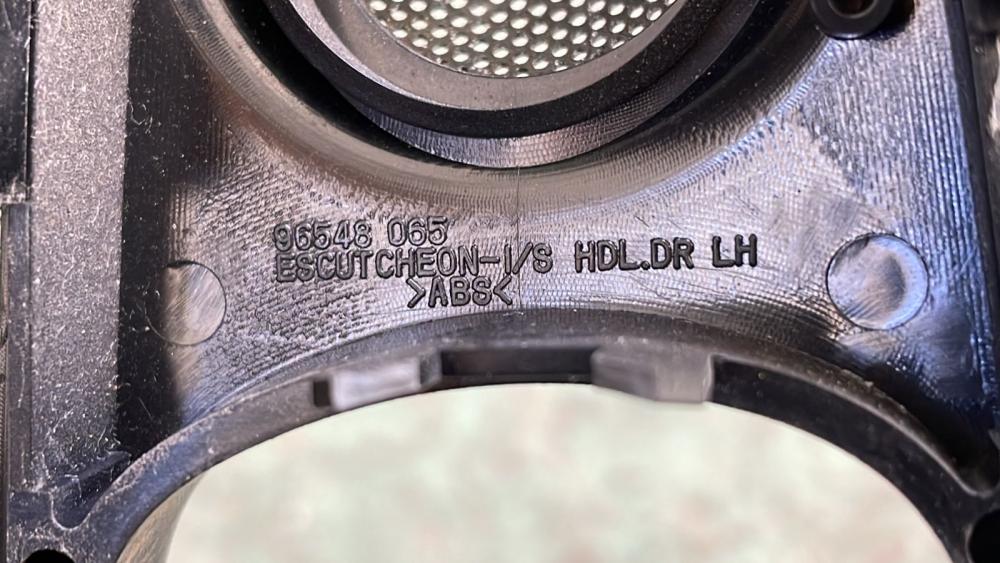 96548 065
ESCUTCHEON-I/S HDL.DR LH
>ABS<